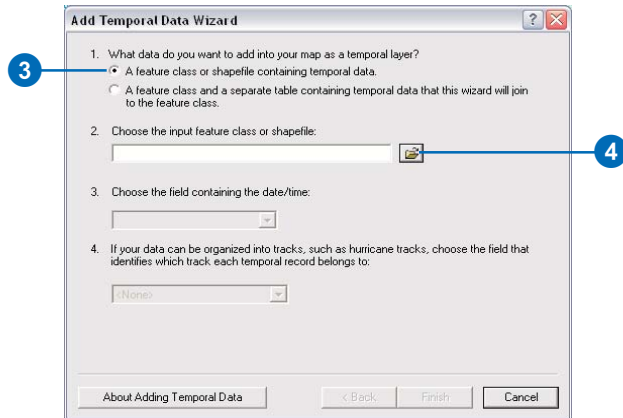 Add Temporal Data Wizard
?
1. What data do you want to add into your map as a temporal layer?
3
A feature class or shapefile containing temporal data.
A feature class and a separate table containing temporal data that this wizard will join
to the feature class.
2. Choose the input feature class or shapefile:
4
3. Choose the field containing the date/time:
4. If your data can be organized into tracks, such as hurricane tracks, choose the field that
identifies which track each temporal record belongs to:
<None>
About Adding Temporal Data
< Back
Finish
Cancel